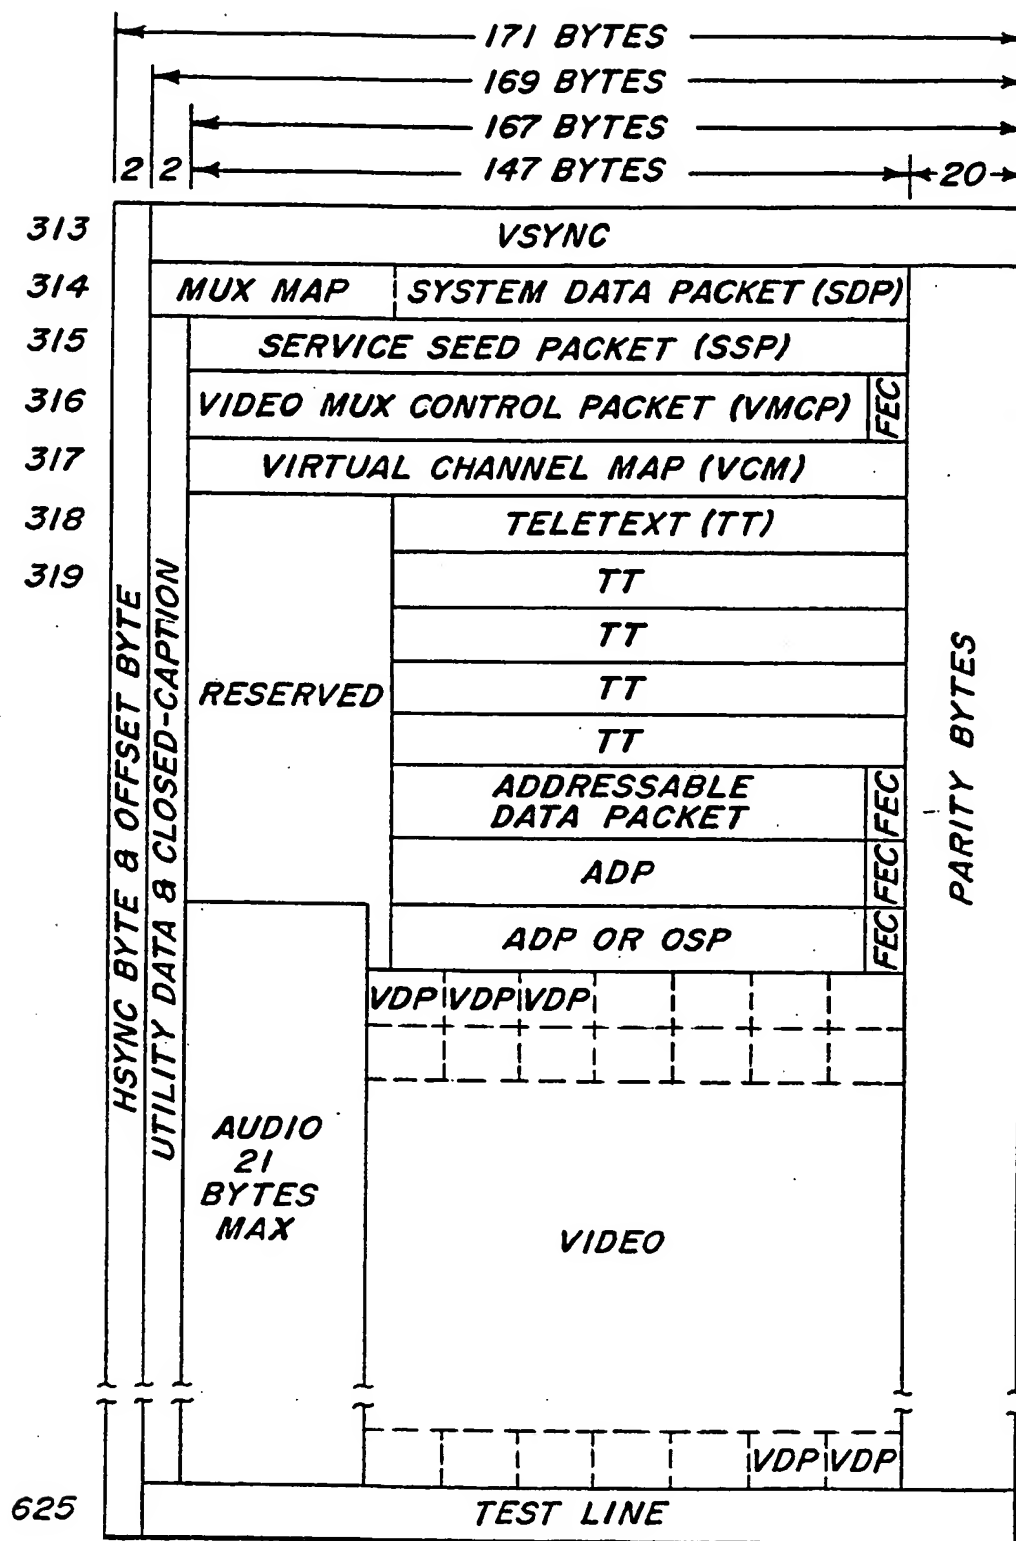 171 BYTES
169 BYTES
167 BYTES
2 2 147 BYTES 20
313 VSYNC
314 MUX MAP SYSTEM DATA PACKET (SDP)
315 SERVICE SEED PACKET (SSP)
316 VIDEO MUX CONTROL PACKET (VMCP) FEC
317 VIRTUAL CHANNEL MAP (VCM)
318 TELETEXT (TT)
319 TT
TT
TT
TT
RESERVED
ADDRESSABLE
DATA PACKET FEC
ADP FEC
ADP OR OSP FEC
HSYNC BYTE & OFFSET BYTE
UTILITY DATA & CLOSED-CAPTION
PARITY BYTES
VDP VDP VDP
AUDIO
21
BYTES
MAX
VIDEO
VDP VDP
625 TEST LINE